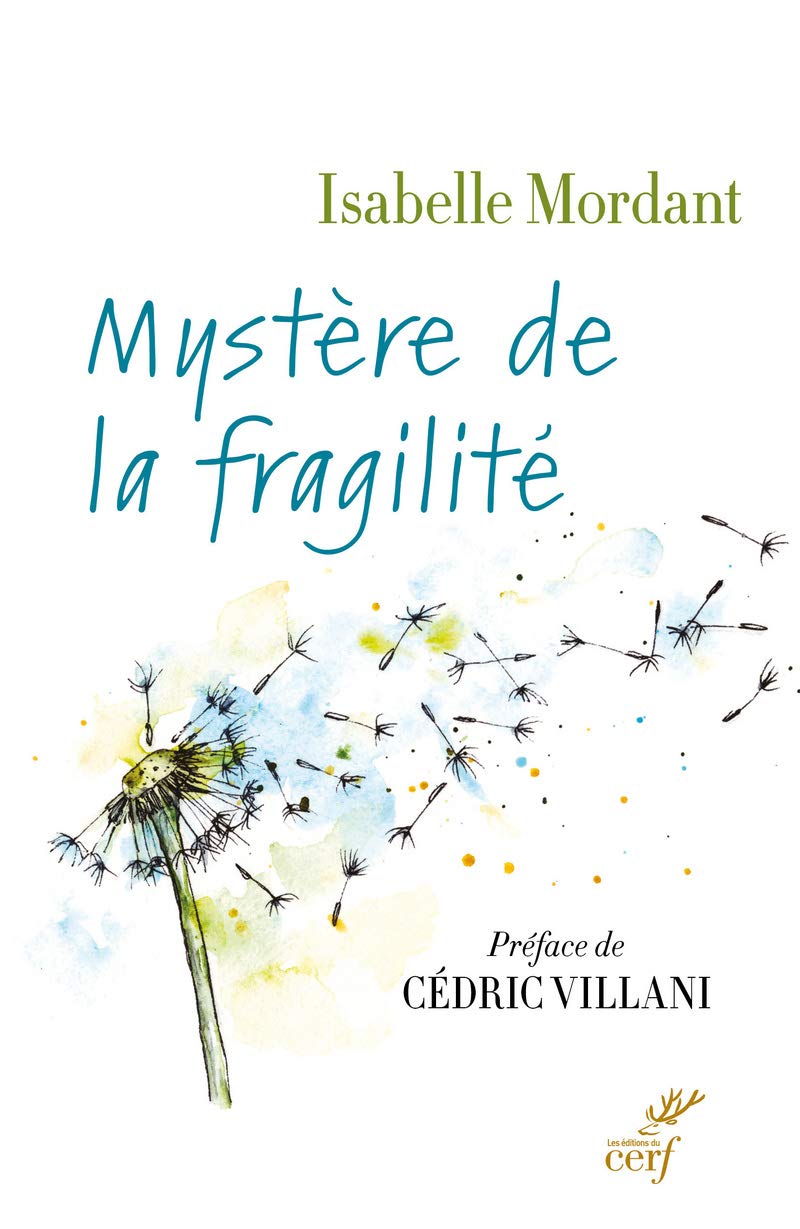 Isabelle Mordant
Mystère de
la fragilité
Préface de
CÉDRIC VILLANI
Les éditions du
cerf